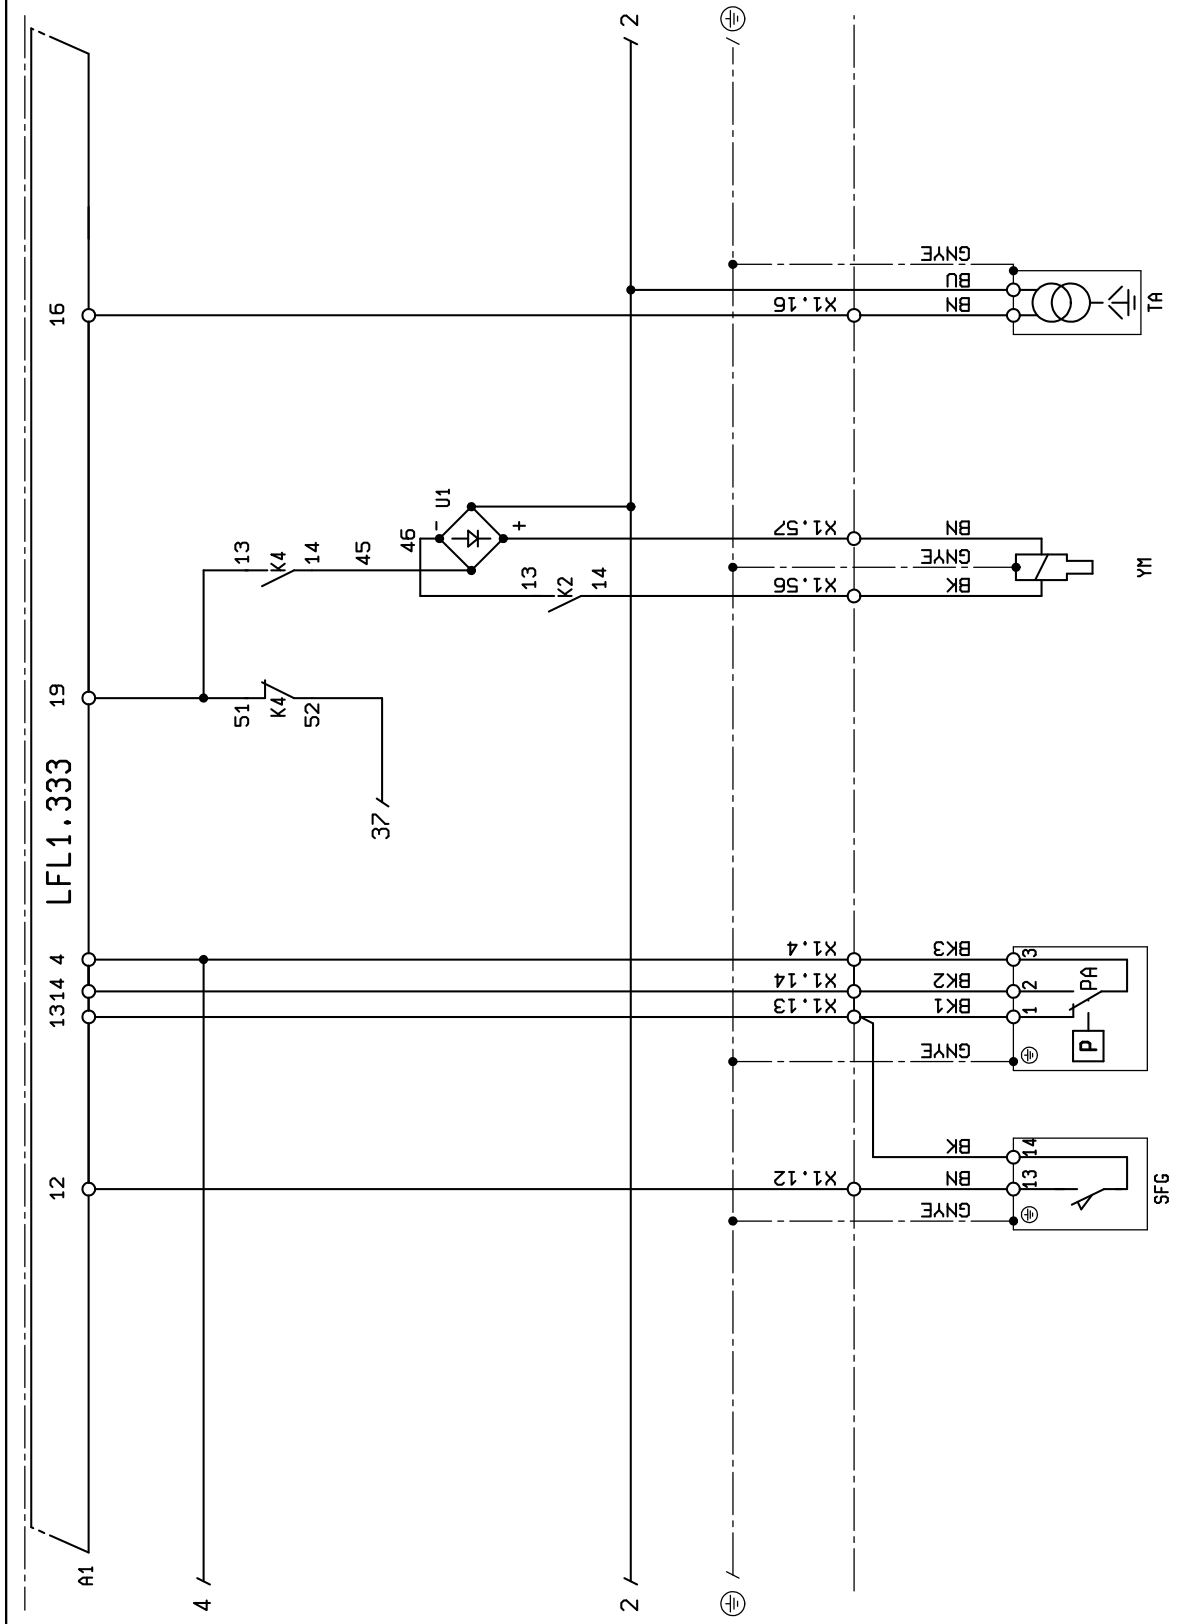 A1
LFL1.333
12
13
14
4
19
16
4
2
2
37
51
K4
52
13
K4
14
45
46
-
U1
+
13
K2
14
X1.12
X1.13
X1.14
X1.4
X1.56
X1.57
X1.16
GNYE
BN
BK
GNYE
BK1
BK2
BK3
BK
GNYE
BN
BN
BU
GNYE
13
14
SFG
1
2
3
P
PA
YM
TA